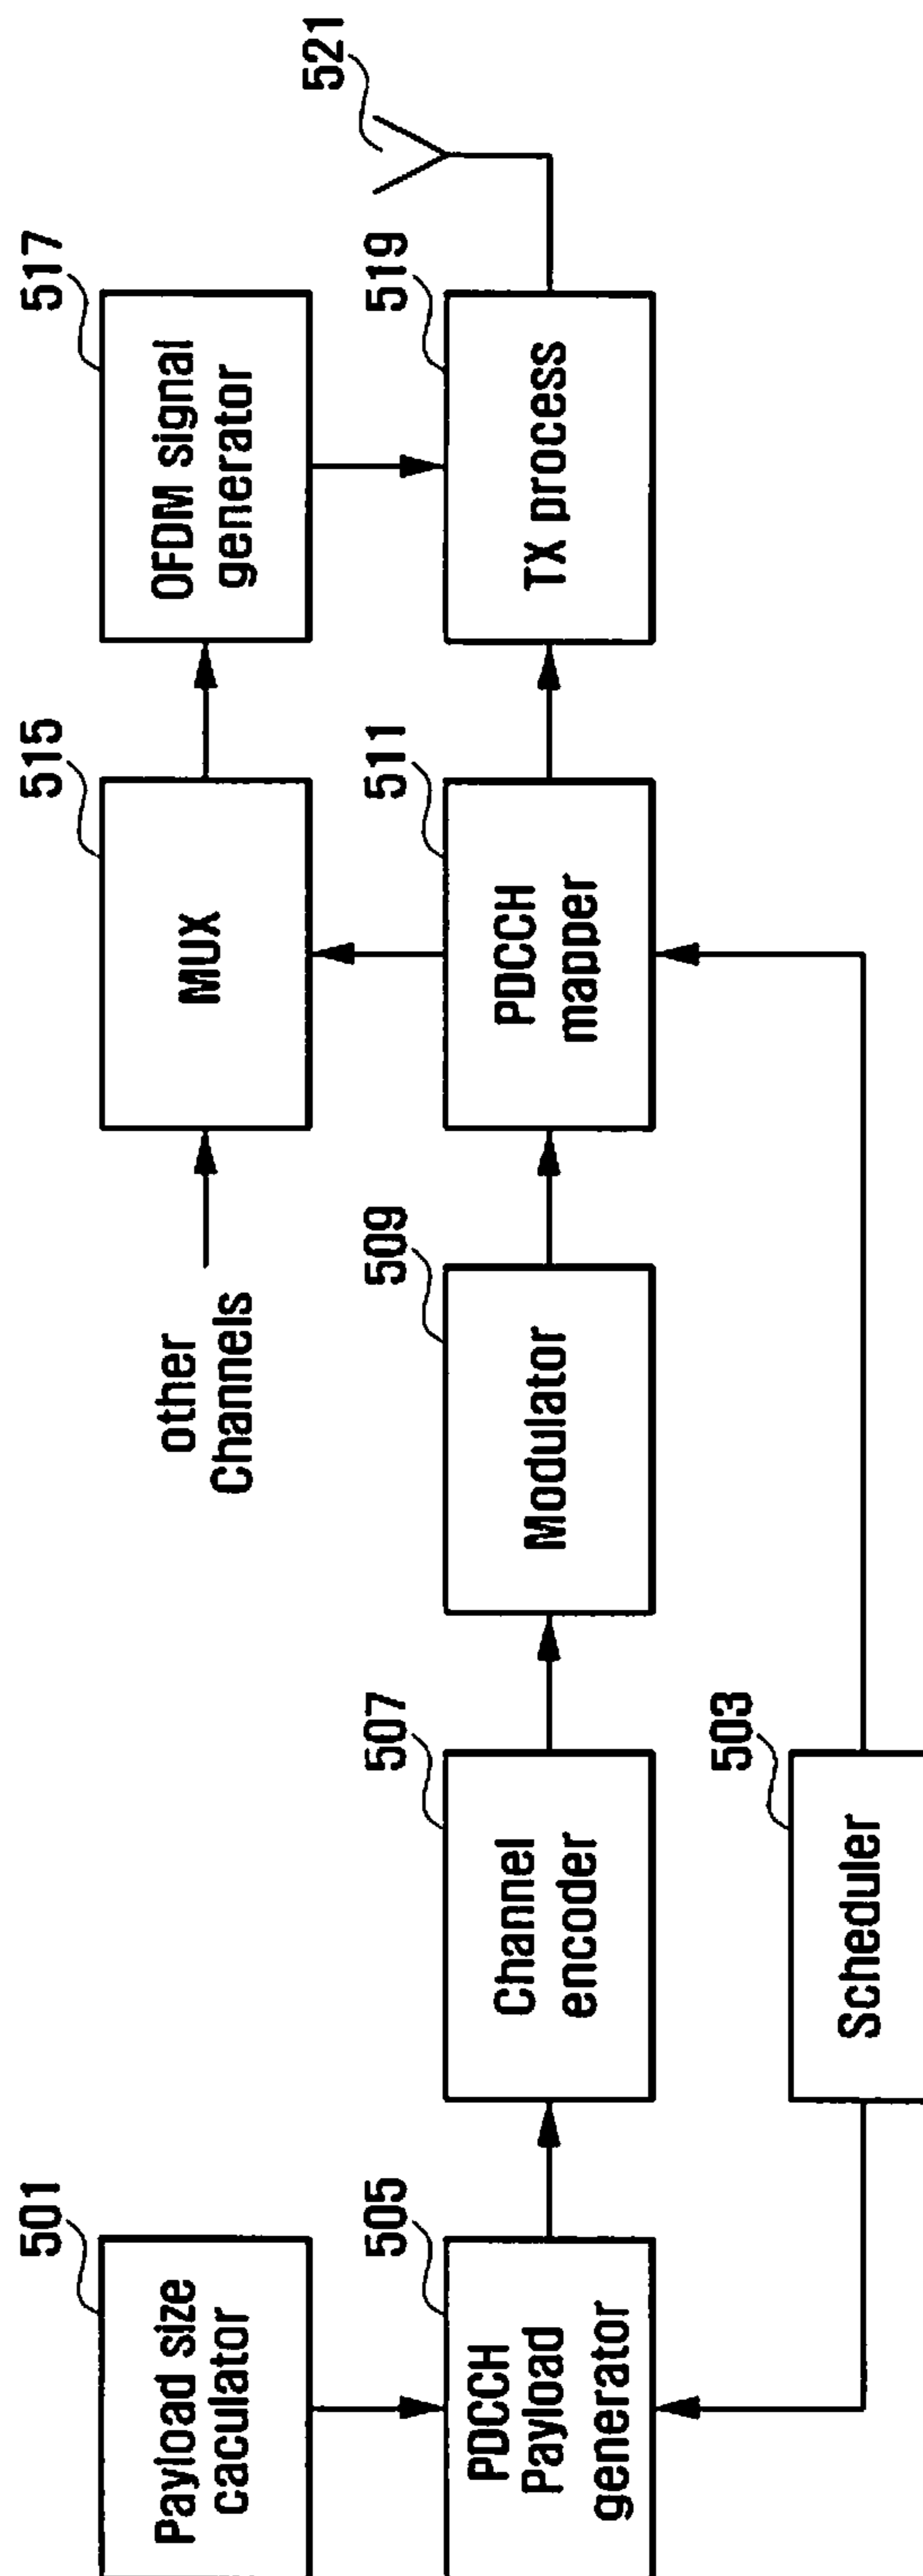 501
Payload size
caculator
505
PDCCH
Payload
generator
507
Channel
encoder
503
Scheduler
509
Modulator
other
Channels
515
MUX
511
PDCCH
mapper
517
OFDM signal
generator
519
TX process
521